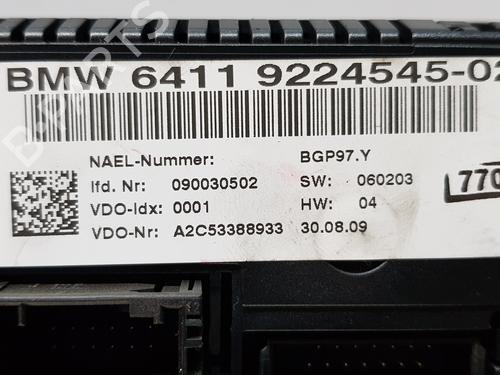 BMW 6411 9224545-02
NAEL-Nummer: BGP97.Y
lfd. Nr: 090030502 SW: 060203
VDO-Idx: 0001 HW: 04
VDO-Nr: A2C53388933 30.08.09
770
B-PARTS